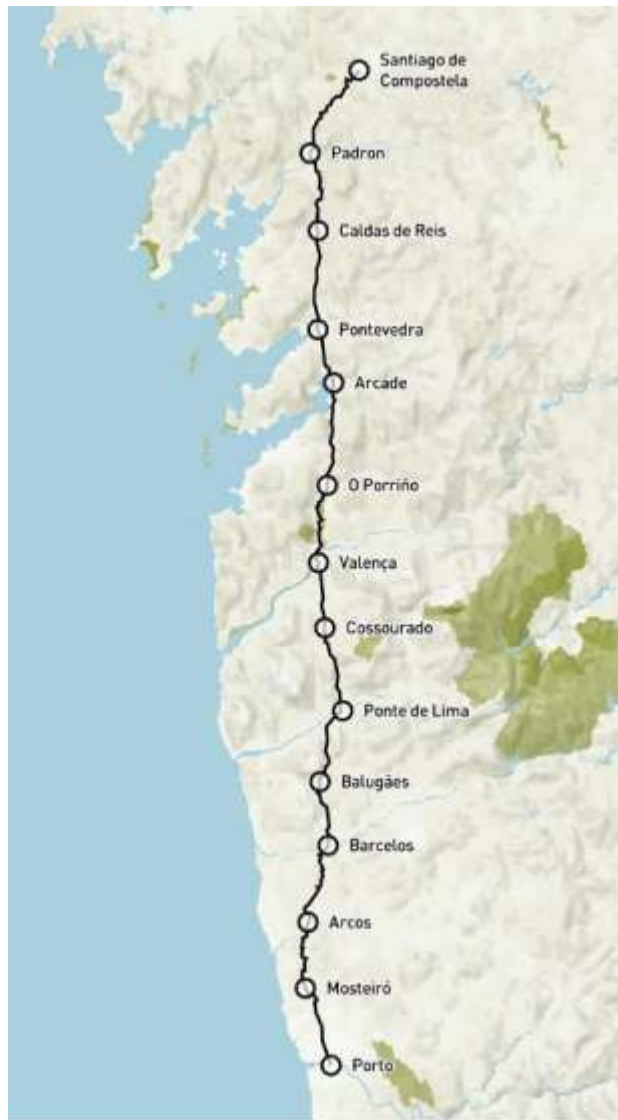 Santiago de
Compostela
Padron
Caldas de Reis
Pontevedra
Arcade
O Porriño
Valença
Cossourado
Ponte de Lima
Balugães
Barcelos
Arcos
Mosteiró
Porto